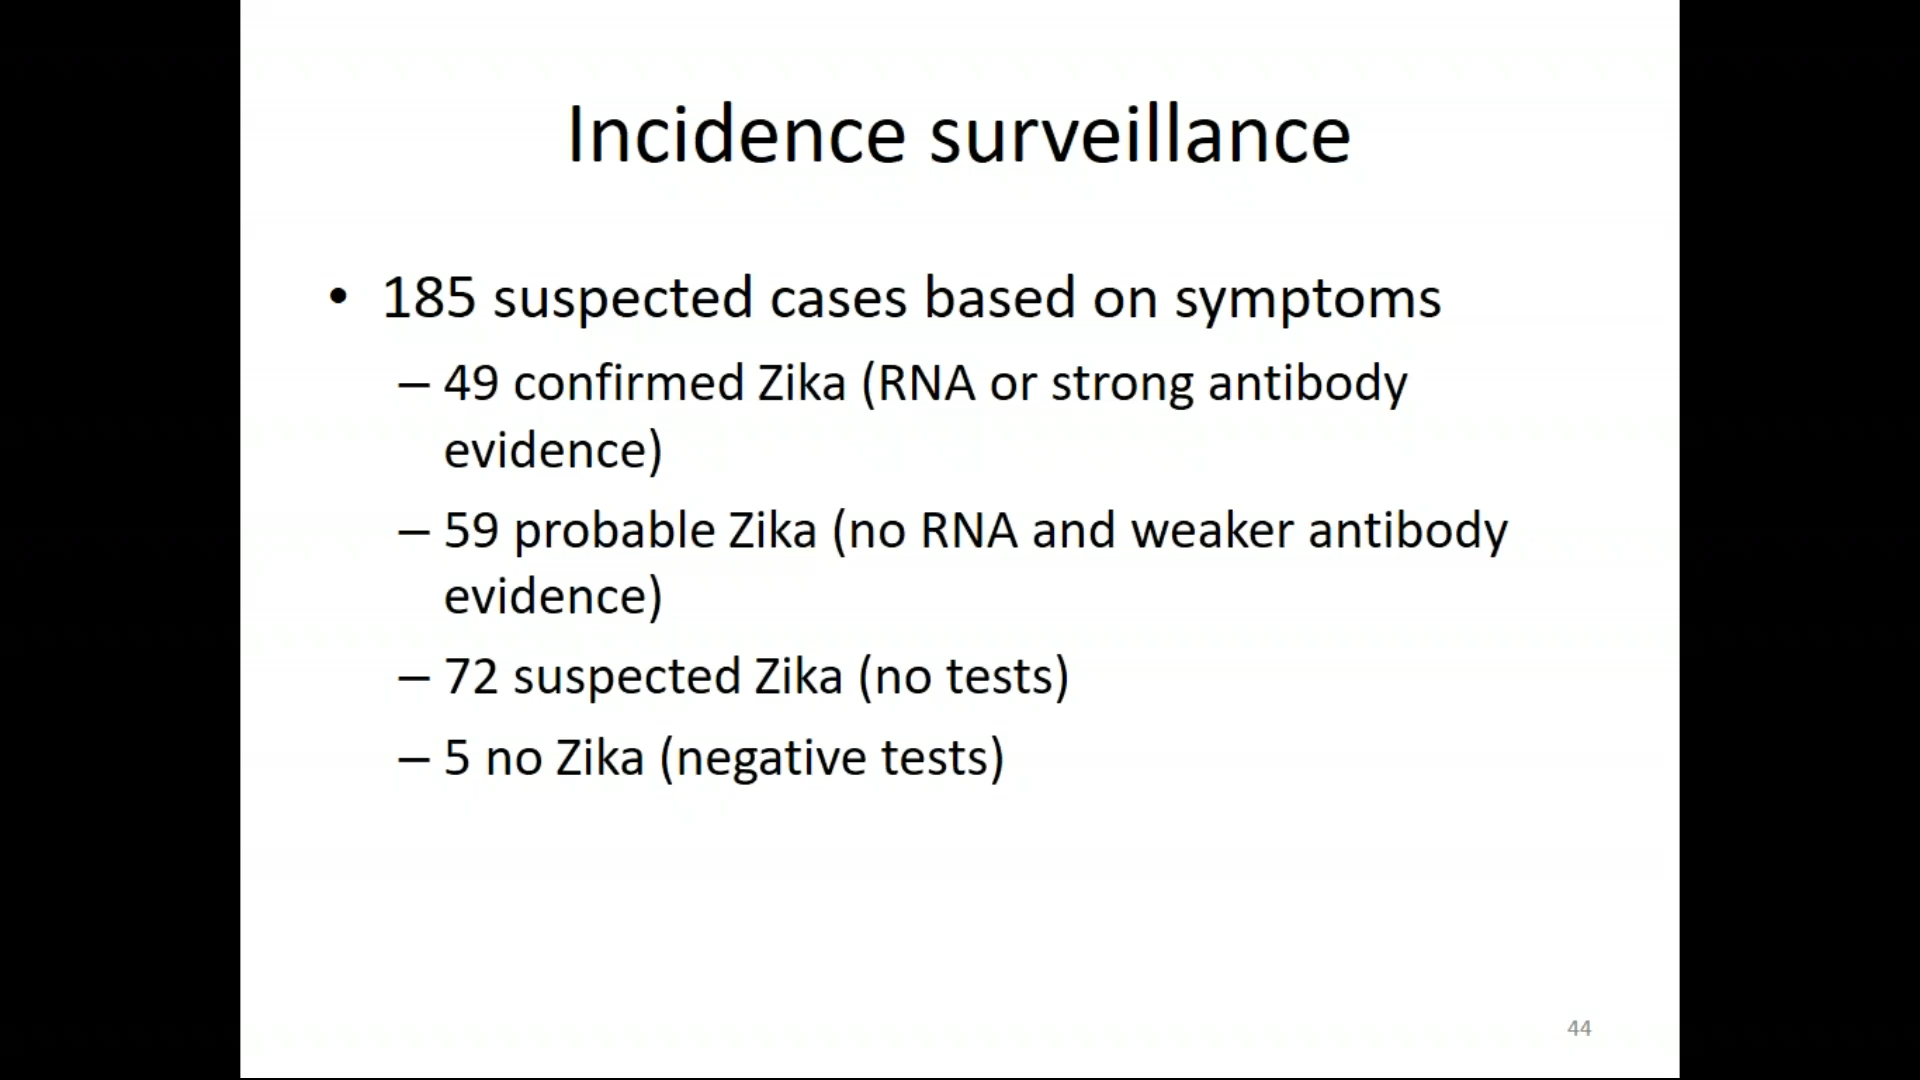 Incidence surveillance
• 185 suspected cases based on symptoms
– 49 confirmed Zika (RNA or strong antibody
evidence)
– 59 probable Zika (no RNA and weaker antibody
evidence)
– 72 suspected Zika (no tests)
– 5 no Zika (negative tests)
44